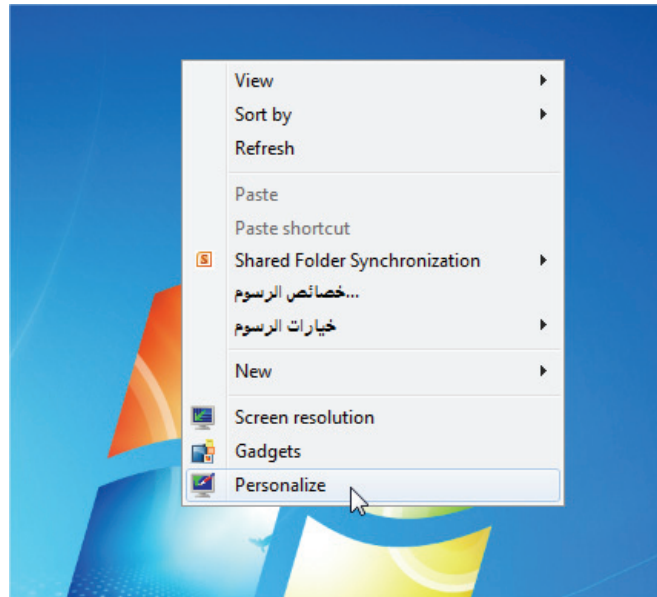 View
Sort by
Refresh
Paste
Paste shortcut
Shared Folder Synchronization
خصائص الرسوم...
خيارات الرسوم
New
Screen resolution
Gadgets
Personalize